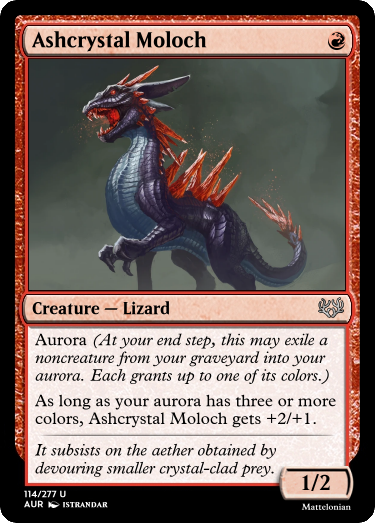 Ashcrystal Moloch
Creature — Lizard
Aurora (At your end step, this may exile a
noncreature from your graveyard into your
aurora. Each grants up to one of its colors.)
As long as your aurora has three or more
colors, Ashcrystal Moloch gets +2/+1.
It subsists on the aether obtained by
devouring smaller crystal-clad prey.
1/2
114/277 U
AUR ISTRANDAR
Mattelonian